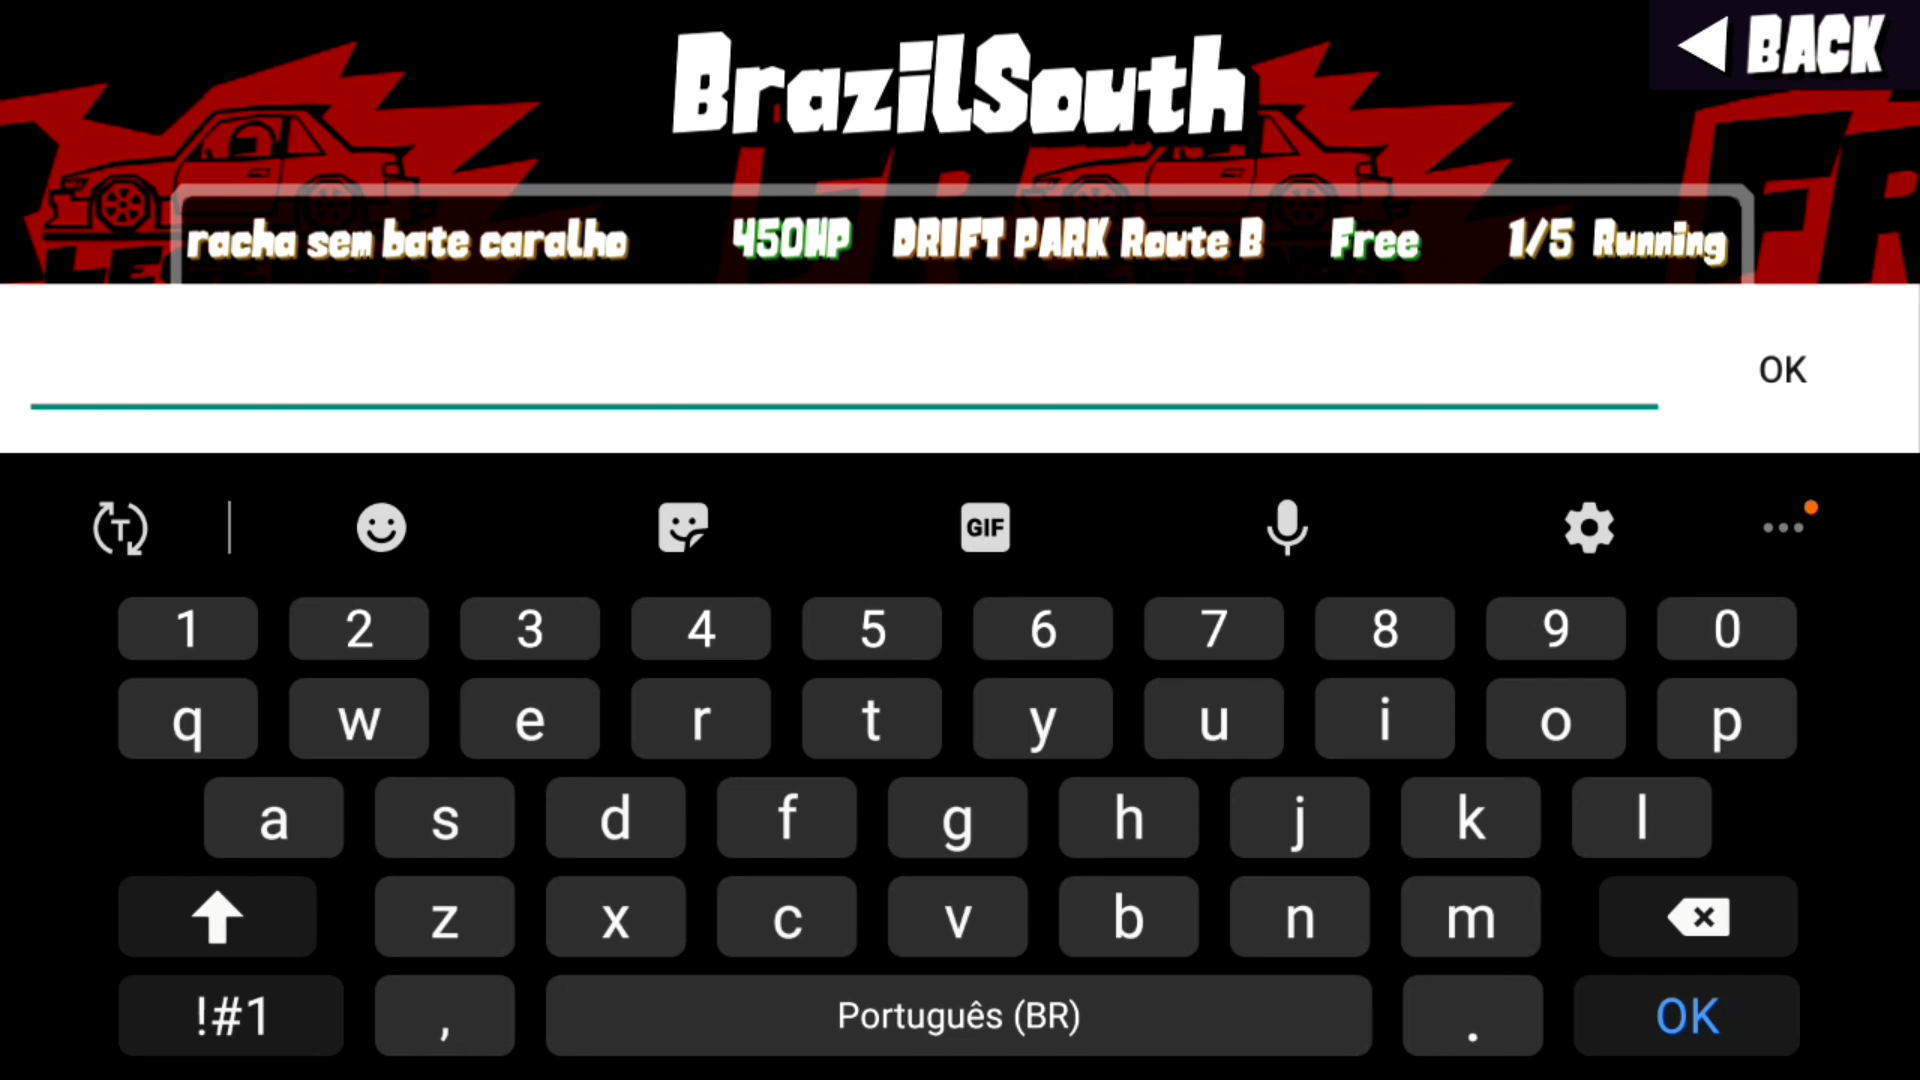 BrazilSouth
BACK
racha sem bate caralho 450HP DRIFT PARK Route B Free 1/5 Running
OK
T GIF
1 2 3 4 5 6 7 8 9 0
q w e r t y u i o p
a s d f g h j k l
z x c v b n m
!#1 , Português (BR) . OK